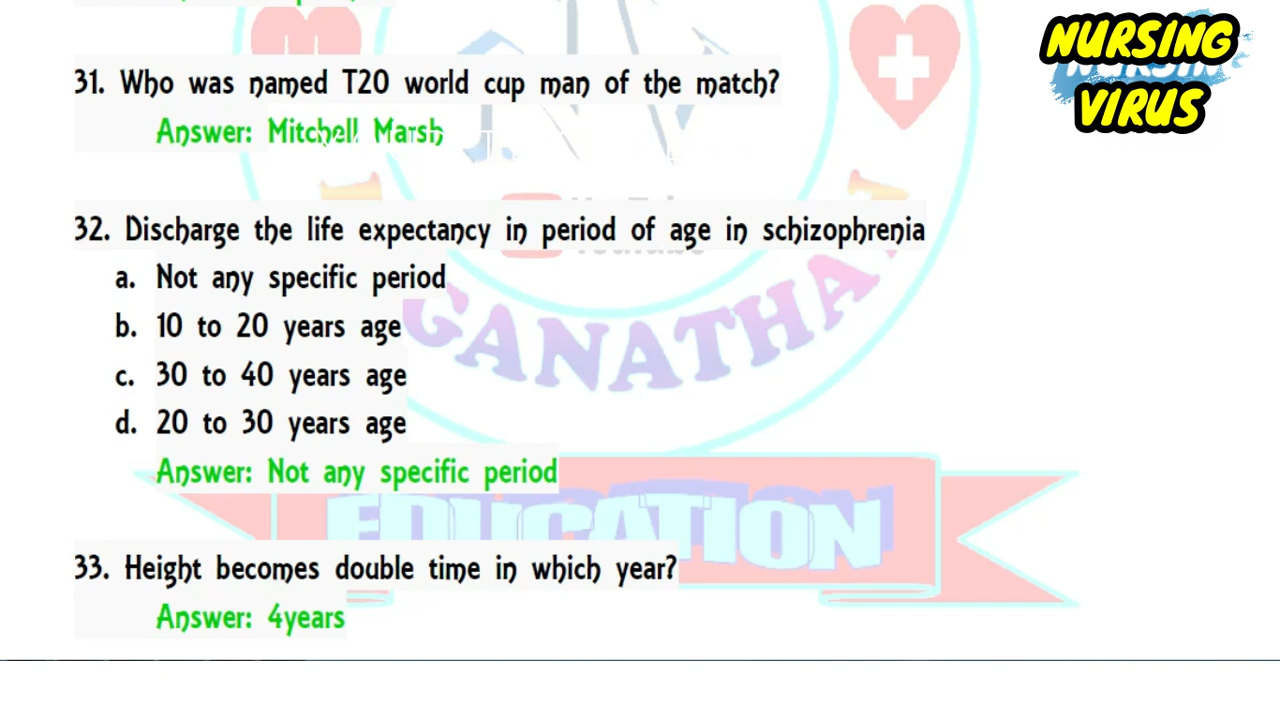 NURSING
VIRUS
31. Who was named T20 world cup man of the match?
Answer: Mitchell Marsh
32. Discharge the life expectancy in period of age in schizophrenia
a. Not any specific period
b. 10 to 20 years age
c. 30 to 40 years age
d. 20 to 30 years age
Answer: Not any specific period
GANATHA
EDUCATION
33. Height becomes double time in which year?
Answer: 4years